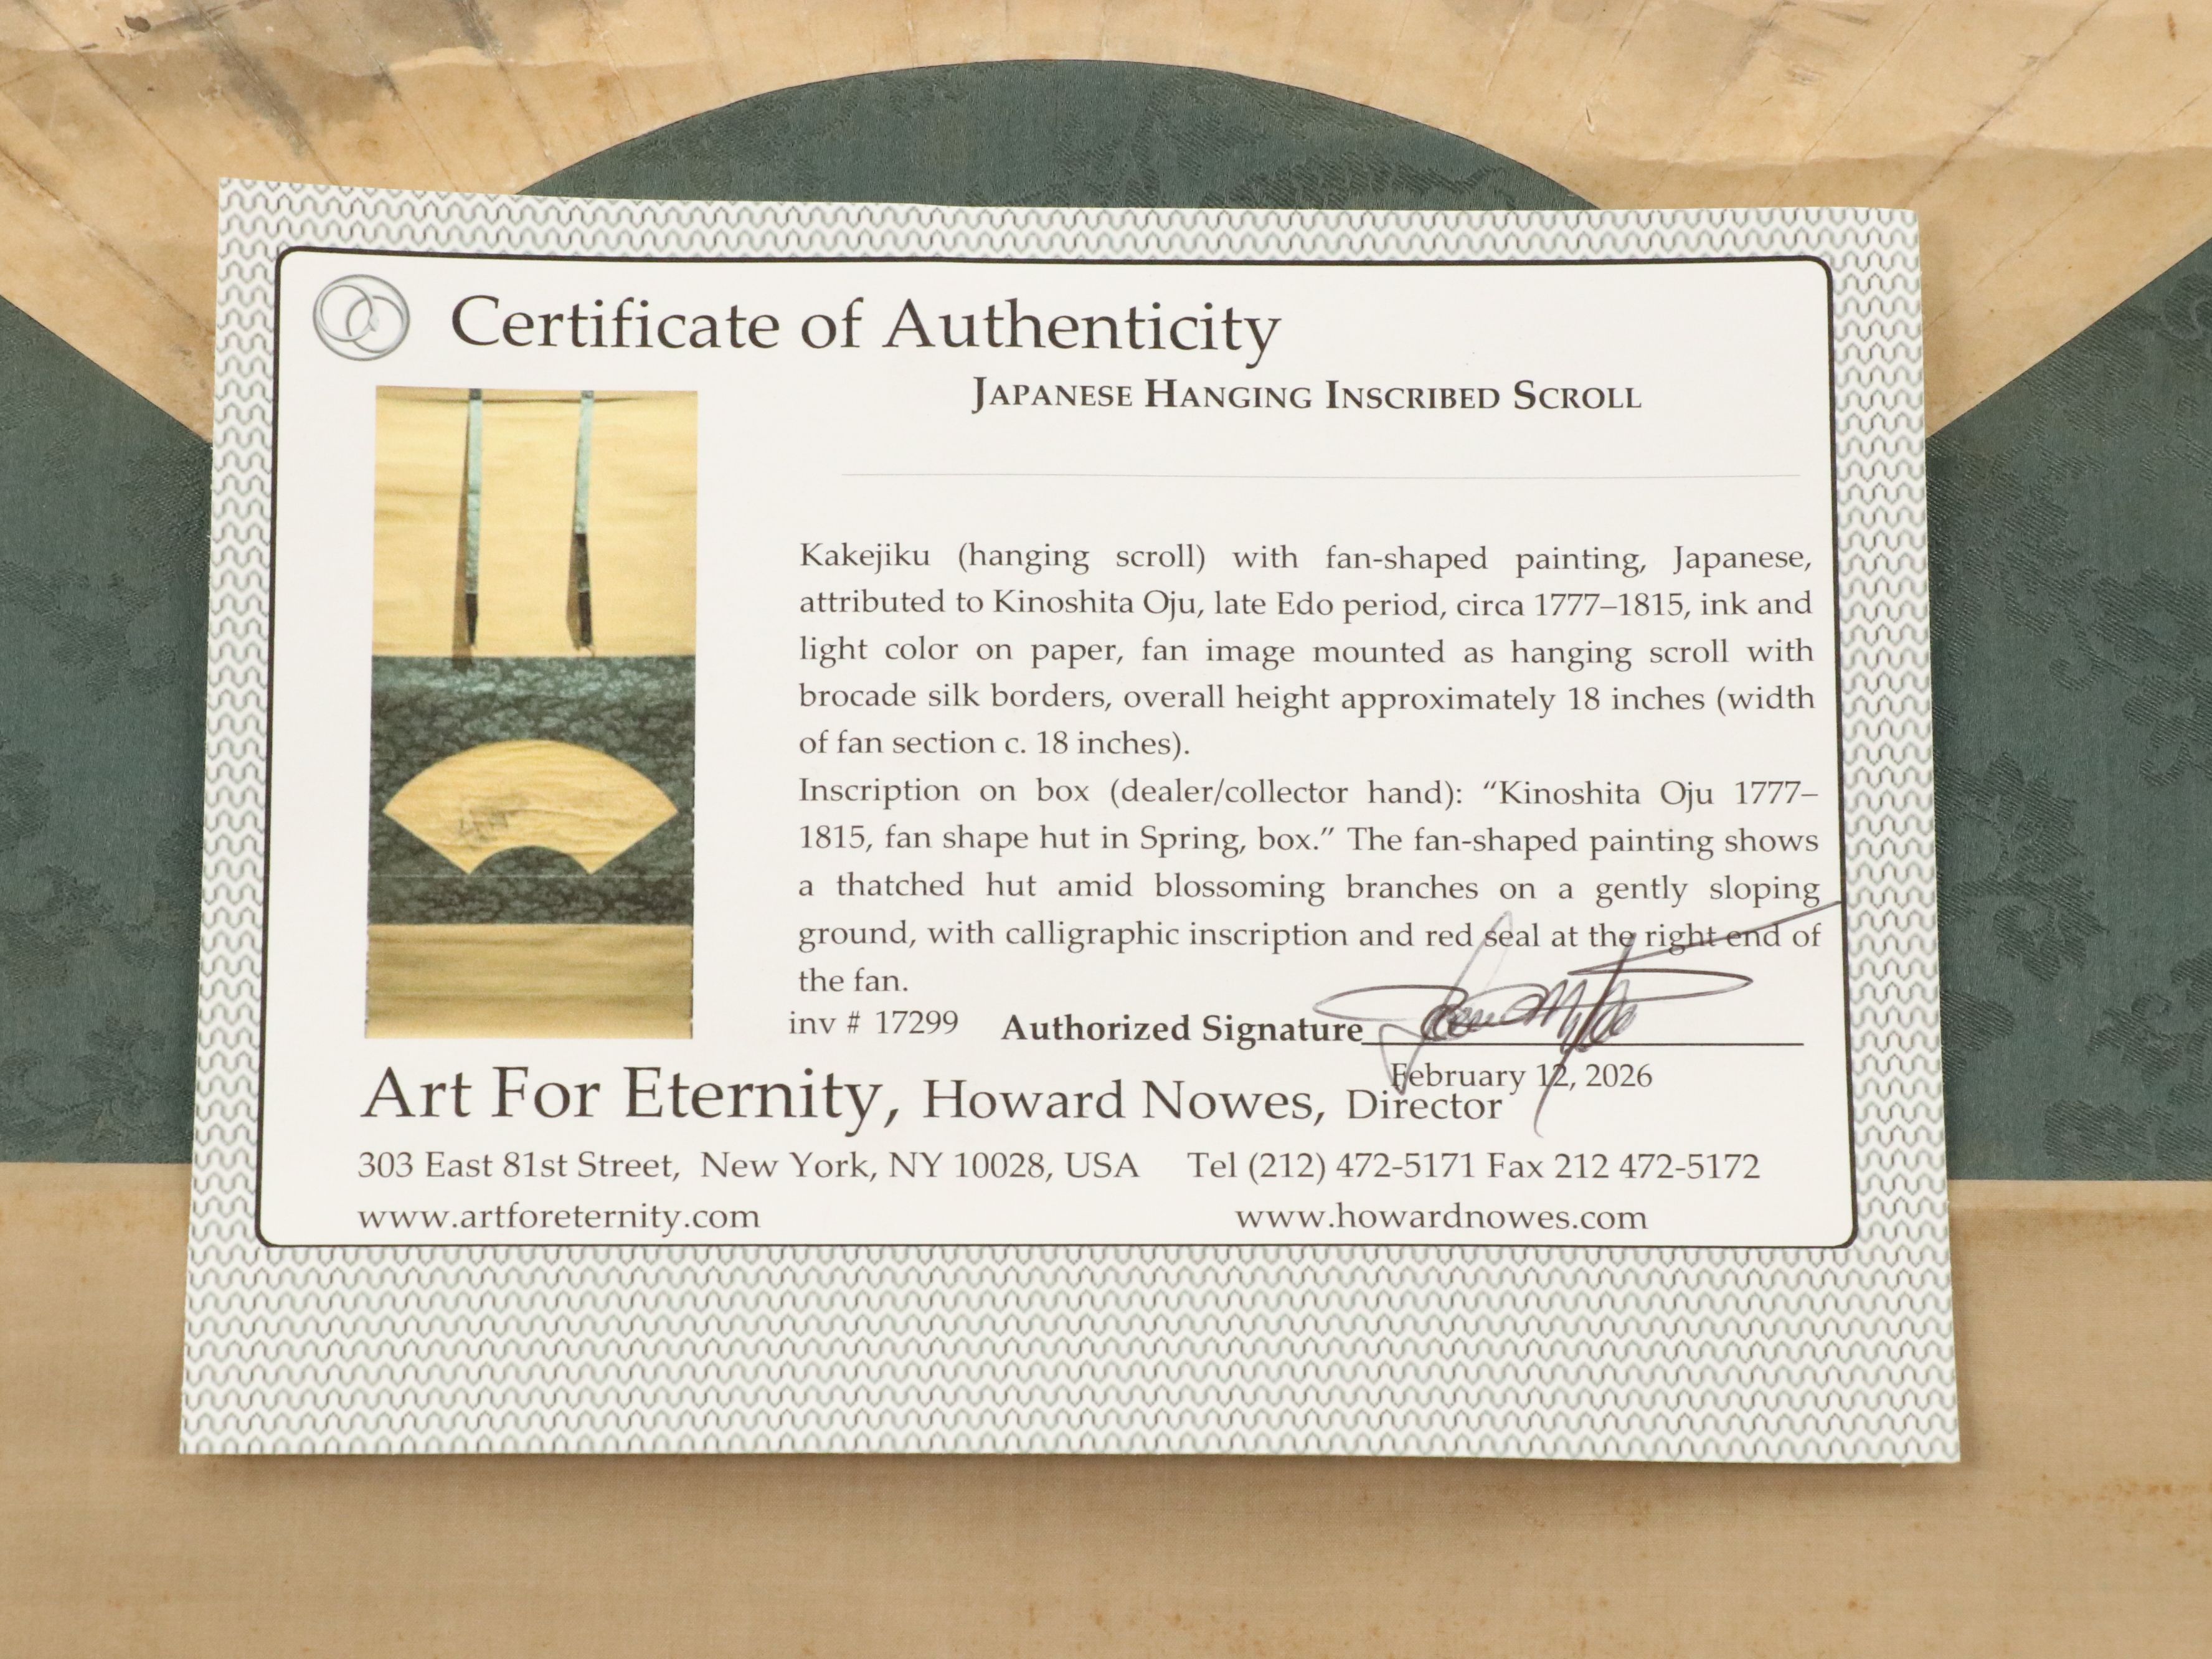 Certificate of Authenticity
JAPANESE HANGING INSCRIBED SCROLL
Kakejiku (hanging scroll) with fan-shaped painting, Japanese,
attributed to Kinoshita Oju, late Edo period, circa 1777–1815, ink and
light color on paper, fan image mounted as hanging scroll with
brocade silk borders, overall height approximately 18 inches (width
of fan section c. 18 inches).
Inscription on box (dealer/collector hand): “Kinoshita Oju 1777–
1815, fan shape hut in Spring, box.” The fan-shaped painting shows
a thatched hut amid blossoming branches on a gently sloping
ground, with calligraphic inscription and red seal at the right end of
the fan.
inv # 17299 Authorized Signature
February 12, 2026
Art For Eternity, Howard Nowes, Director
303 East 81st Street, New York, NY 10028, USA Tel (212) 472-5171 Fax 212 472-5172
www.artforeternity.com www.howardnowes.com